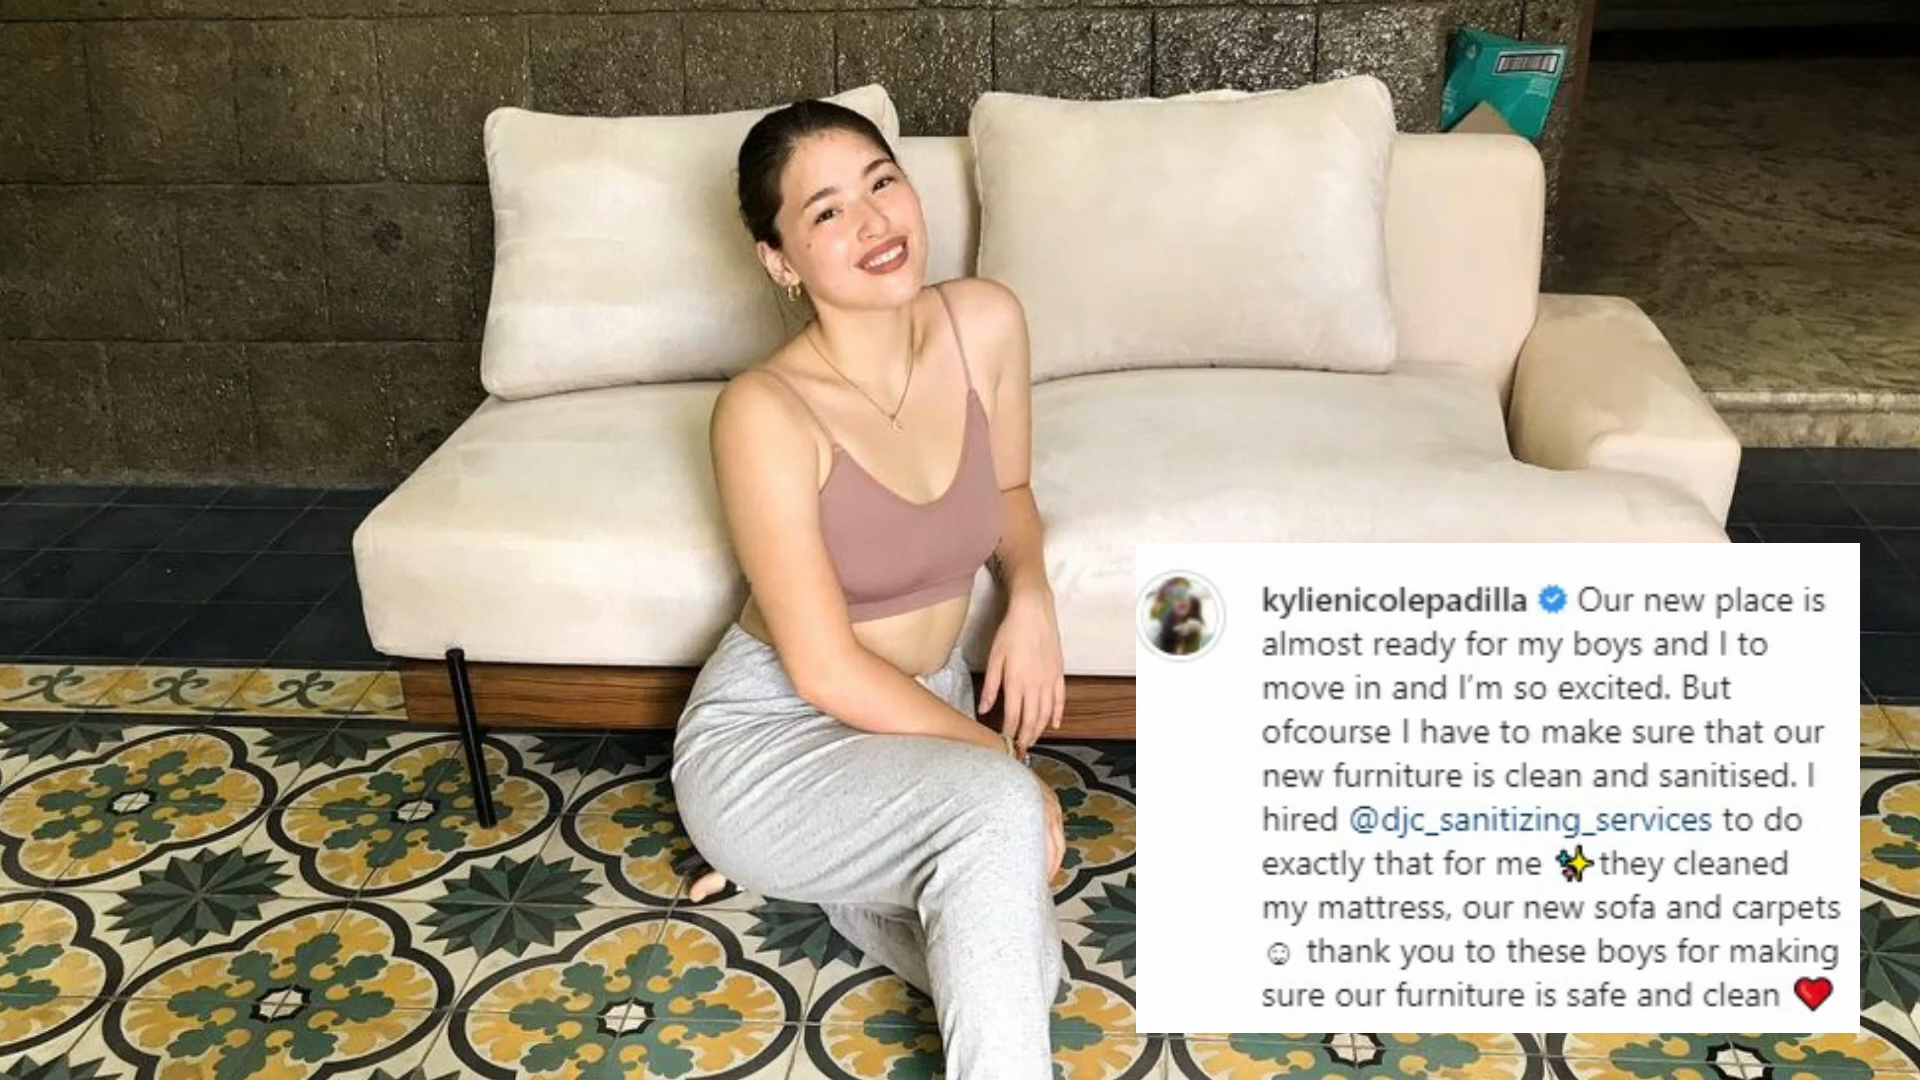 kylienicolepadilla Our new place is
almost ready for my boys and I to
move in and I'm so excited. But
ofcourse I have to make sure that our
new furniture is clean and sanitised. I
hired @djc_sanitizing_services to do
exactly that for me ✨they cleaned
my mattress, our new sofa and carpets
☺ thank you to these boys for making
sure our furniture is safe and clean ❤